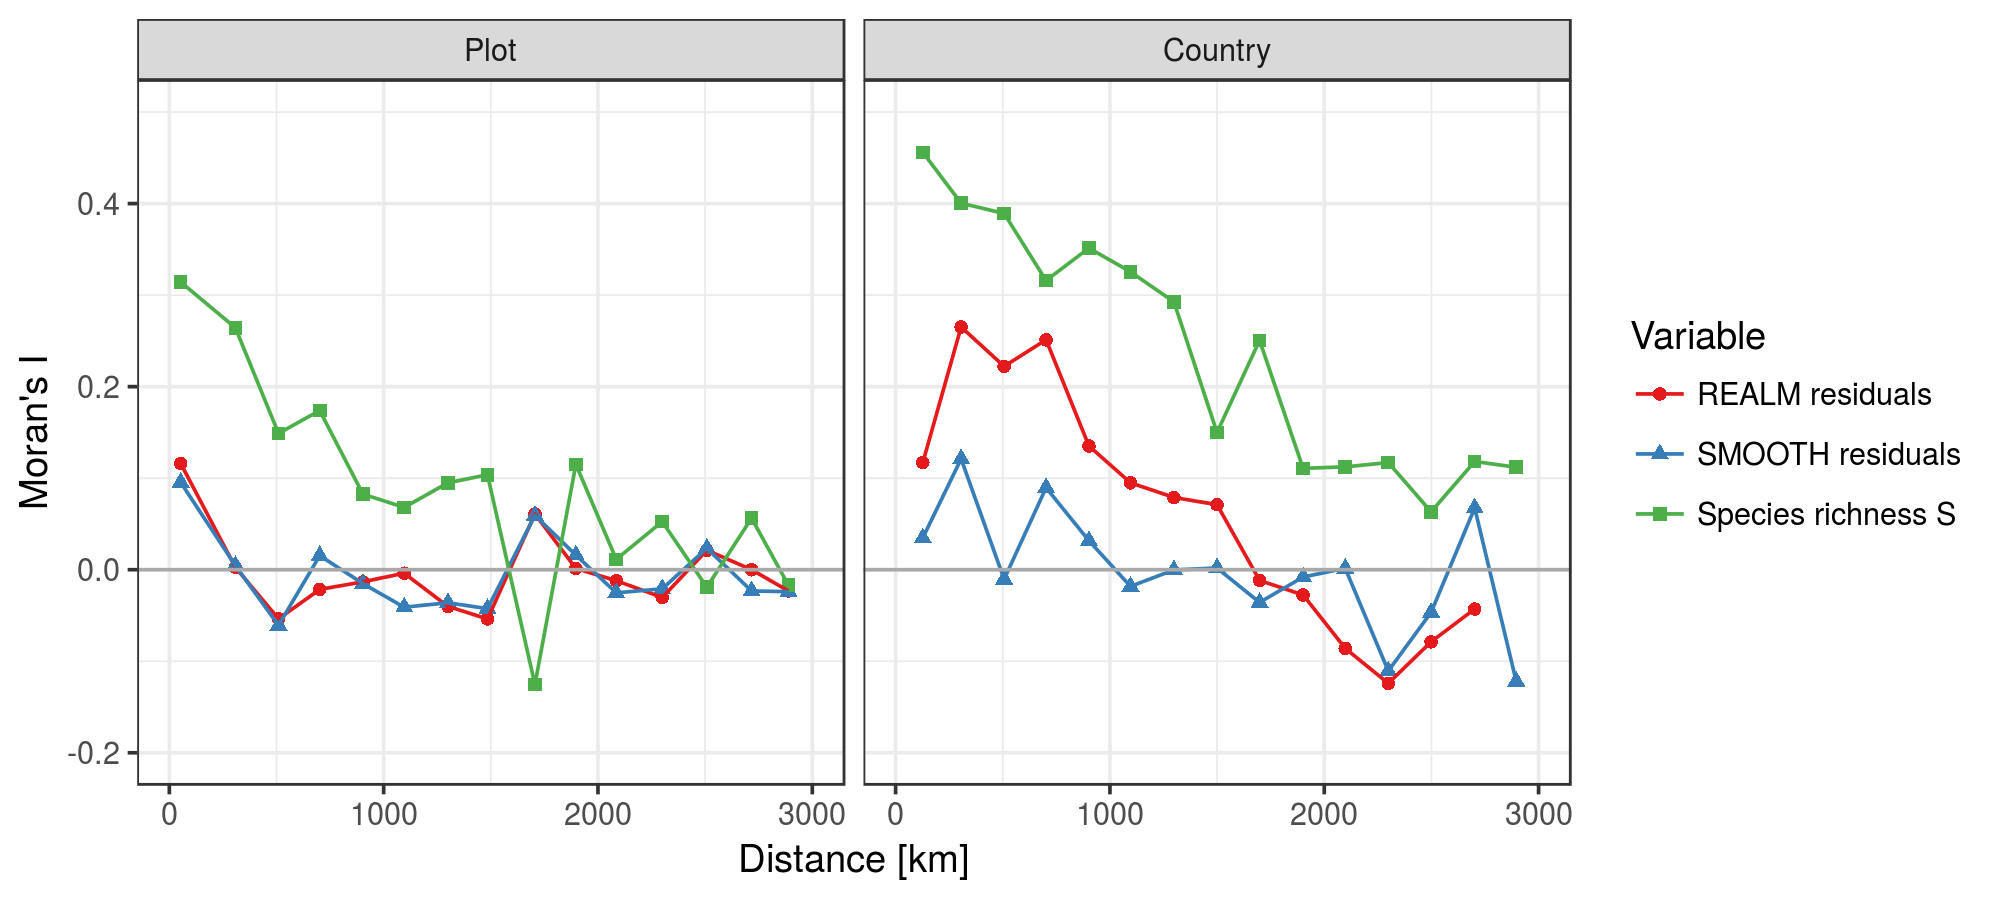 Plot
Country
Moran's I
0.4
0.2
0.0
-0.2
0 1000 2000 3000
0 1000 2000 3000
Distance [km]
Variable
REALM residuals
SMOOTH residuals
Species richness S